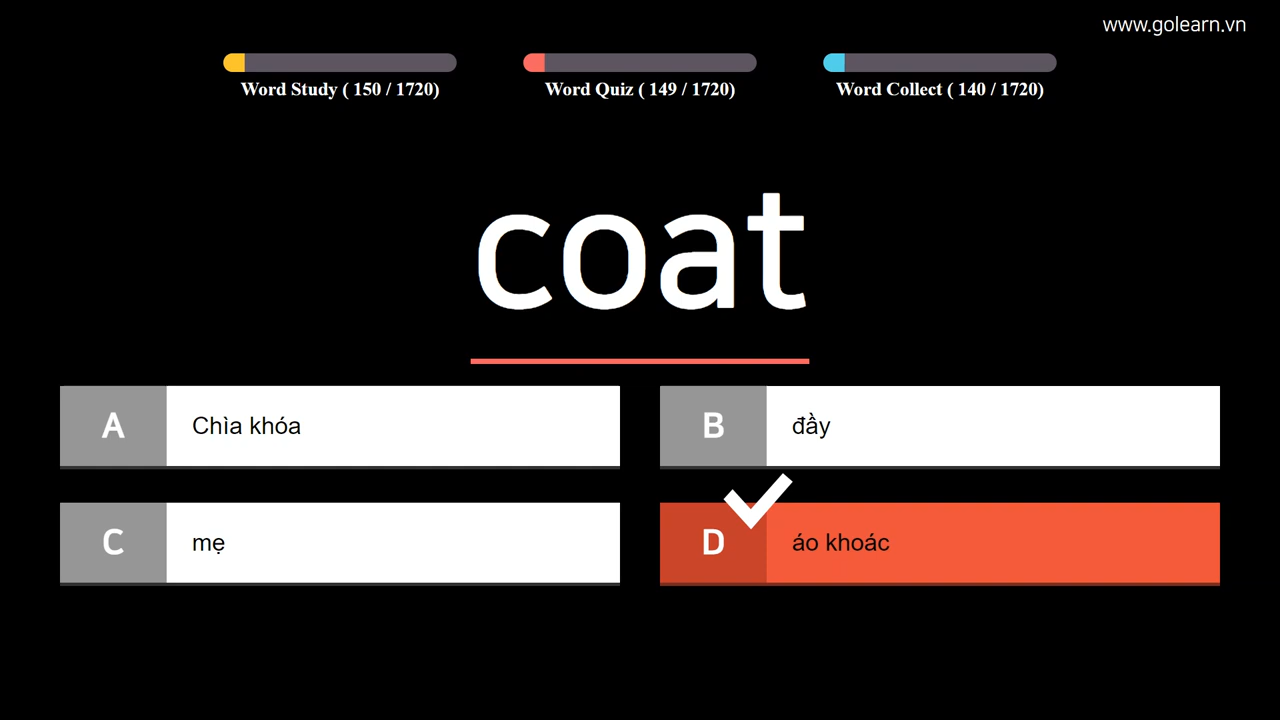 www.golearn.vn
Word Study ( 150 / 1720)
Word Quiz ( 149 / 1720)
Word Collect ( 140 / 1720)
coat
A Chìa khóa
B đầy
C mẹ
D áo khoác